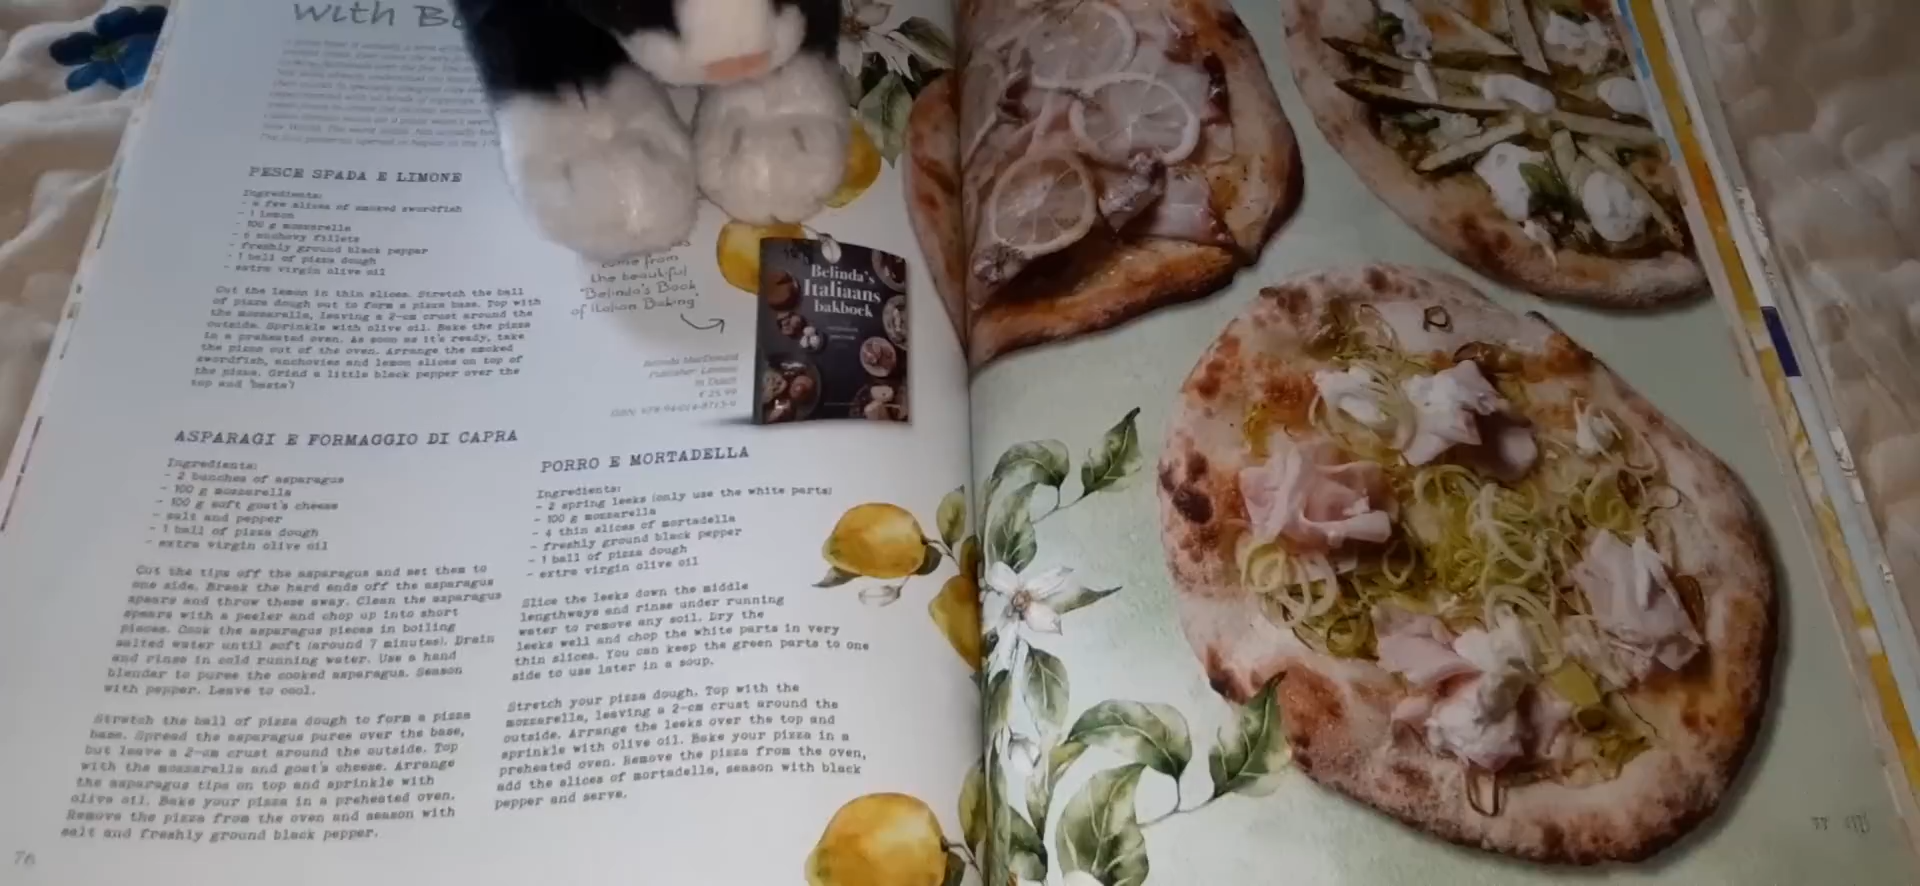 with B
PESCE SPADA E LIMONE
Ingredients:
- a few slices of smoked swordfish
- 1 lemon
- 100 g mozzarella
- 6 anchovy fillets
- freshly ground black pepper
- 1 ball of pizza dough
- extra virgin olive oil
Cut the lemon in thin slices. Stretch the ball
of pizza dough out to form a pizza base. Top with
the mozzarella, leaving a 2-cm crust around the
outside. Sprinkle with olive oil. Bake the pizza
in a preheated oven. As soon as it's ready, take
the pizza out of the oven. Arrange the smoked
swordfish, anchovies and lemon slices on top of
the pizza. Grind a little black pepper over the
top and 'basta'!
come from
the beautiful
'Belinda's Book
of Italian Baking'
Belinda's
Italiaans
bakboek
Belinda MacDonald
Publisher: Lannoo
In Dutch
€ 25.99
ASPARAGI E FORMAGGIO DI CAPRA
Ingredients:
- 2 bunches of asparagus
- 100 g mozzarella
- 100 g soft goat's cheese
- salt and pepper
- 1 ball of pizza dough
- extra virgin olive oil
Cut the tips off the asparagus and set them to
one side. Break the hard ends off the asparagus
spears and throw these away. Clean the asparagus
spears with a peeler and chop up into short
pieces. Cook the asparagus pieces in boiling
salted water until soft (around 7 minutes). Drain
and rinse in cold running water. Use a hand
blender to puree the cooked asparagus. Season
with pepper. Leave to cool.
Stretch the ball of pizza dough to form a pizza
base. Spread the asparagus puree over the base,
but leave a 2-cm crust around the outside. Top
with the mozzarella and goat's cheese. Arrange
the asparagus tips on top and sprinkle with
olive oil. Bake your pizza in a preheated oven.
Remove the pizza from the oven and season with
salt and freshly ground black pepper.
PORRO E MORTADELLA
Ingredients:
- 2 spring leeks (only use the white parts)
- 100 g mozzarella
- 4 thin slices of mortadella
- freshly ground black pepper
- 1 ball of pizza dough
- extra virgin olive oil
Slice the leeks down the middle
lengthways and rinse under running
water to remove any soil. Dry the
leeks well and chop the white parts in very
thin slices. You can keep the green parts to one
side to use later in a soup.
Stretch your pizza dough. Top with the
mozzarella, leaving a 2-cm crust around the
outside. Arrange the leeks over the top and
sprinkle with olive oil. Bake your pizza in a
preheated oven. Remove the pizza from the oven,
add the slices of mortadella, season with black
pepper and serve.
76